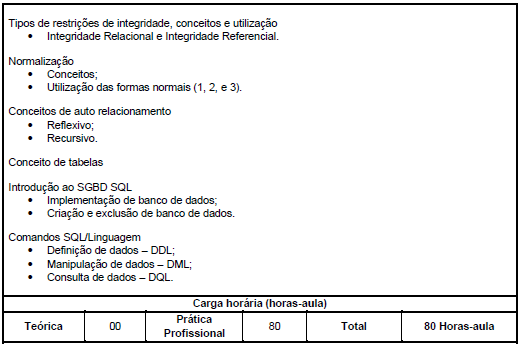 Tipos de restrições de integridade, conceitos e utilização
• Integridade Relacional e Integridade Referencial.
Normalização
• Conceitos;
• Utilização das formas normais (1, 2, e 3).
Conceitos de auto relacionamento
• Reflexivo;
• Recursivo.
Conceito de tabelas
Introdução ao SGBD SQL
• Implementação de banco de dados;
• Criação e exclusão de banco de dados.
Comandos SQL/Linguagem
• Definição de dados – DDL;
• Manipulação de dados – DML;
• Consulta de dados – DQL.
Carga horária (horas-aula)
Teórica 00 Prática Profissional 80 Total 80 Horas-aula